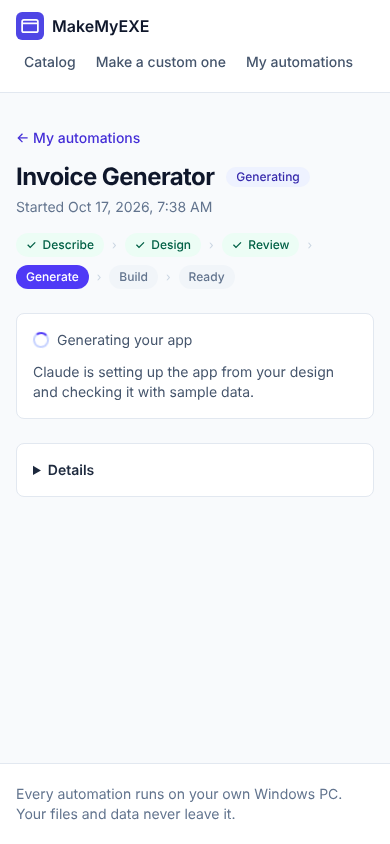 MakeMyEXE
Catalog Make a custom one My automations
← My automations
Invoice Generator Generating
Started Oct 17, 2026, 7:38 AM
✓ Describe › ✓ Design › ✓ Review ›
Generate › Build › Ready
Generating your app
Claude is setting up the app from your design
and checking it with sample data.
▶ Details
Every automation runs on your own Windows PC.
Your files and data never leave it.